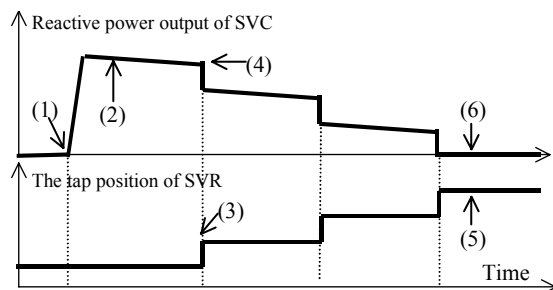 Reactive power output of SVC
(4)
(1)
(2)
(6)
The tap position of SVR
(3)
(5)
Time